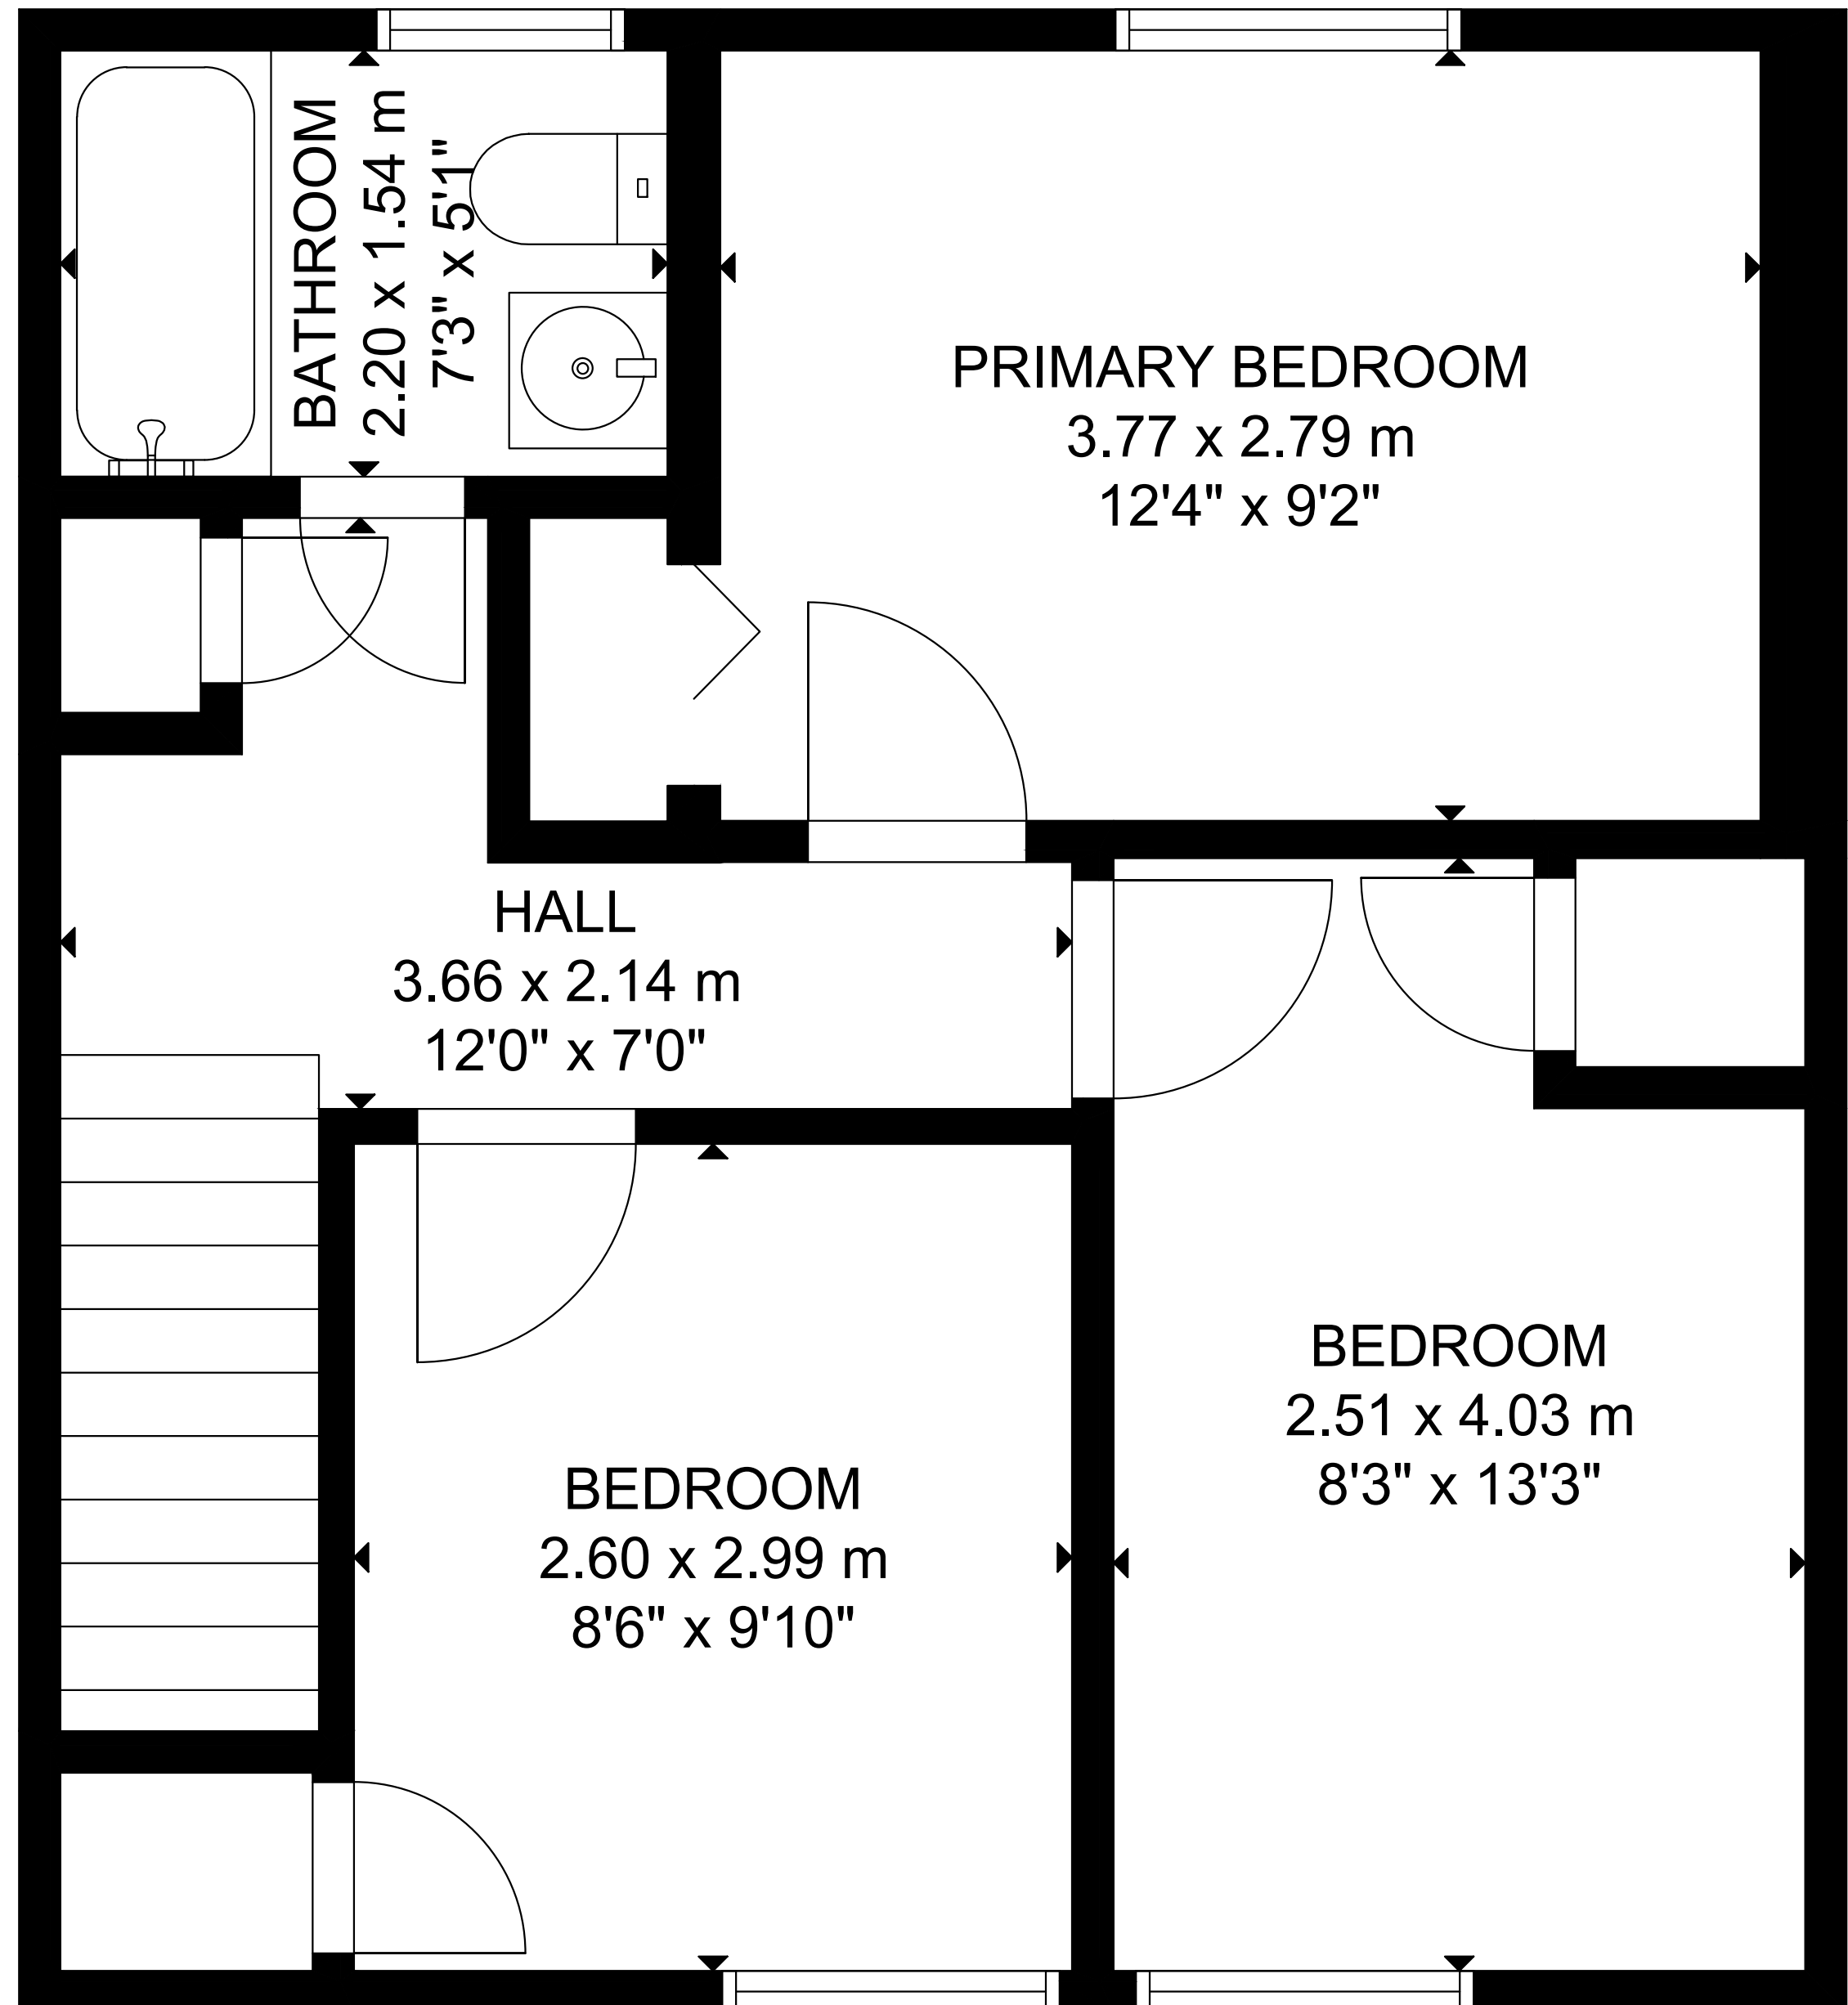 BATHROOM
2.20 x 1.54 m
7'3" x 5'1"
PRIMARY BEDROOM
3.77 x 2.79 m
12'4" x 9'2"
HALL
3.66 x 2.14 m
12'0" x 7'0"
BEDROOM
2.51 x 4.03 m
8'3" x 13'3"
BEDROOM
2.60 x 2.99 m
8'6" x 9'10"